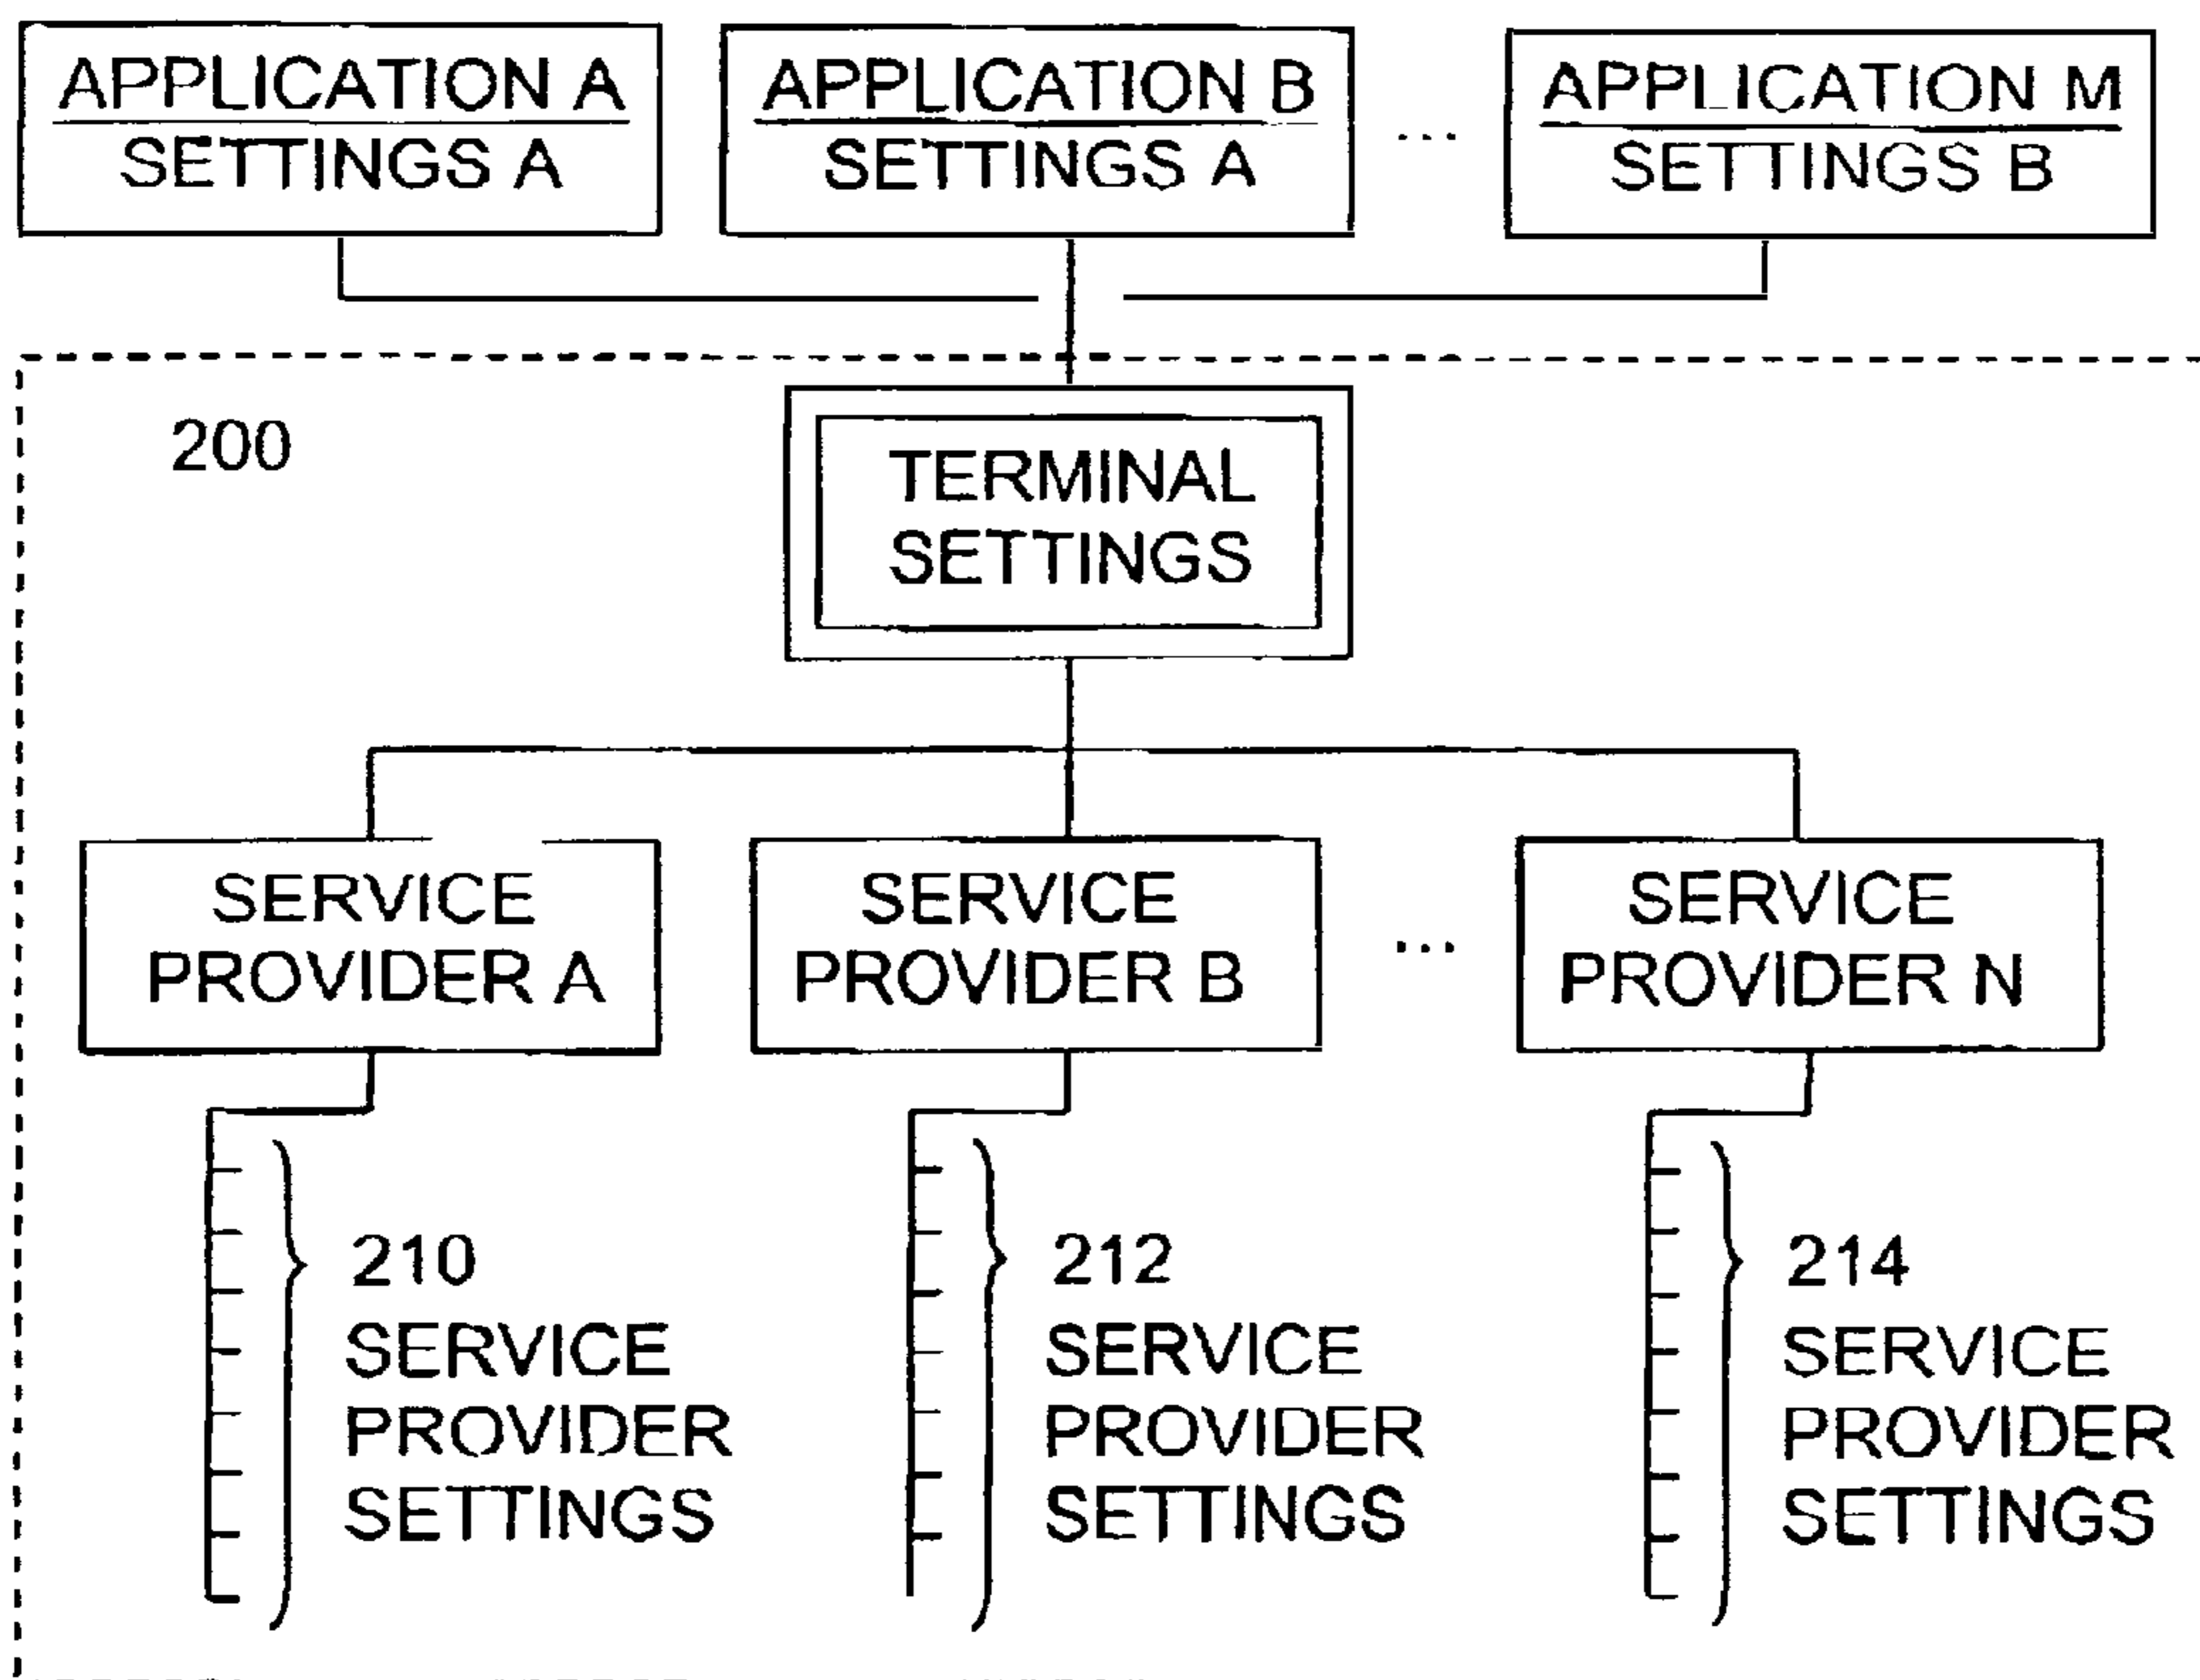 APPLICATION A
SETTINGS A
APPLICATION B
SETTINGS A
...
APPLICATION M
SETTINGS B
200
TERMINAL
SETTINGS
SERVICE
PROVIDER A
SERVICE
PROVIDER B
...
SERVICE
PROVIDER N
210
SERVICE
PROVIDER
SETTINGS
212
SERVICE
PROVIDER
SETTINGS
214
SERVICE
PROVIDER
SETTINGS